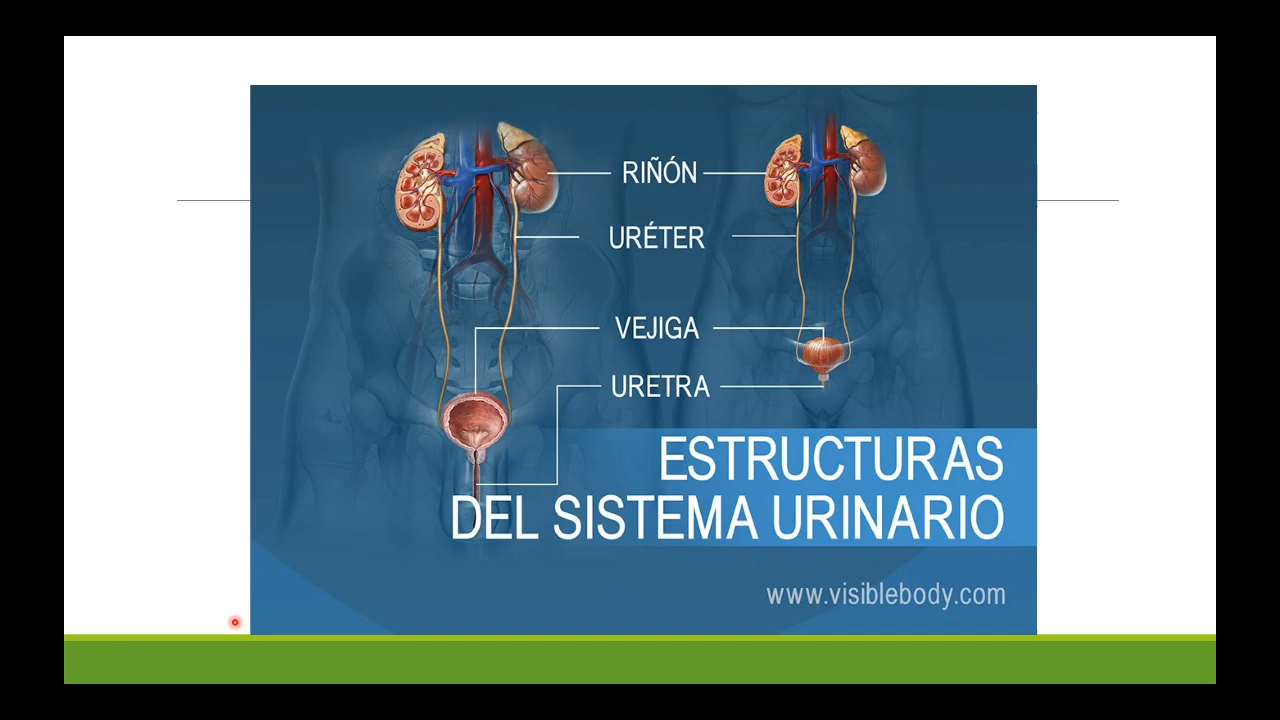 RIÑÓN
URÉTER
VEJIGA
URETRA
ESTRUCTURAS
DEL SISTEMA URINARIO
www.visiblebody.com